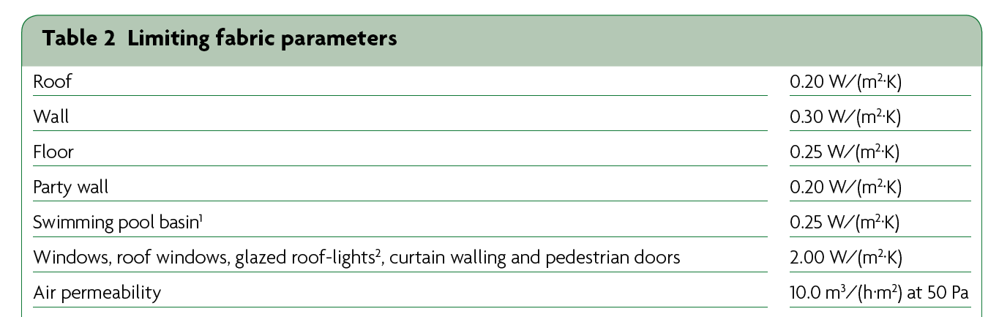 Table 2 Limiting fabric parameters
Roof 0.20 W/(m²·K)
Wall 0.30 W/(m²·K)
Floor 0.25 W/(m²·K)
Party wall 0.20 W/(m²·K)
Swimming pool basin¹ 0.25 W/(m²·K)
Windows, roof windows, glazed roof-lights², curtain walling and pedestrian doors 2.00 W/(m²·K)
Air permeability 10.0 m³/(h·m²) at 50 Pa